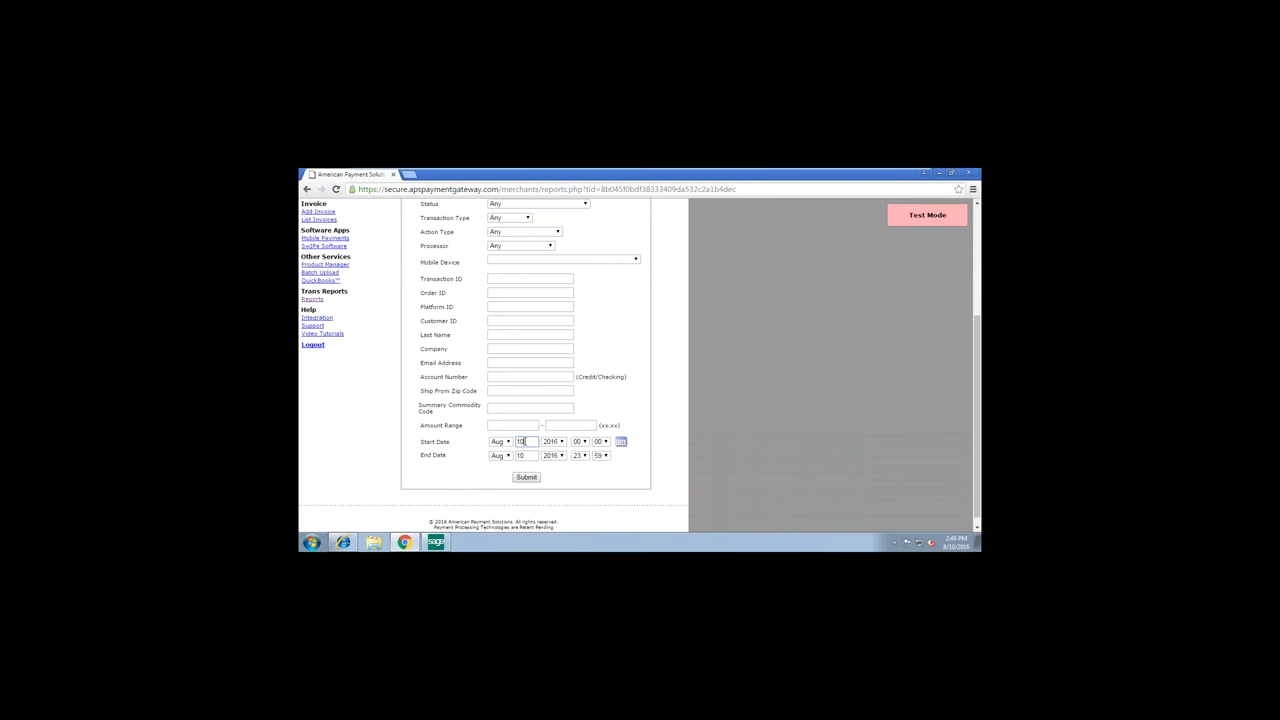 American Payment Soluti
https://secure.apspaymentgateway.com/merchants/reports.php?tid=8b045f0bdf38333409da532c2a1b4dec
Test Mode
Invoice
Add Invoice
List Invoices
Software Apps
Mobile Payments
SwIPe Software
Other Services
Product Manager
Batch Upload
QuickBooks™
Trans Reports
Reports
Help
Integration
Support
Video Tutorials
Logout
Status Any
Transaction Type Any
Action Type Any
Processor Any
Mobile Device
Transaction ID
Order ID
Platform ID
Customer ID
Last Name
Company
Email Address
Account Number (Credit/Checking)
Ship From Zip Code
Summary Commodity
Code
Amount Range - (xx.xx)
Start Date Aug 10 2016 00 00
End Date Aug 10 2016 23 59
Submit
© 2016 American Payment Solutions. All rights reserved.
Payment Processing Technologies are Patent Pending
sage
2:49 PM
8/10/2016